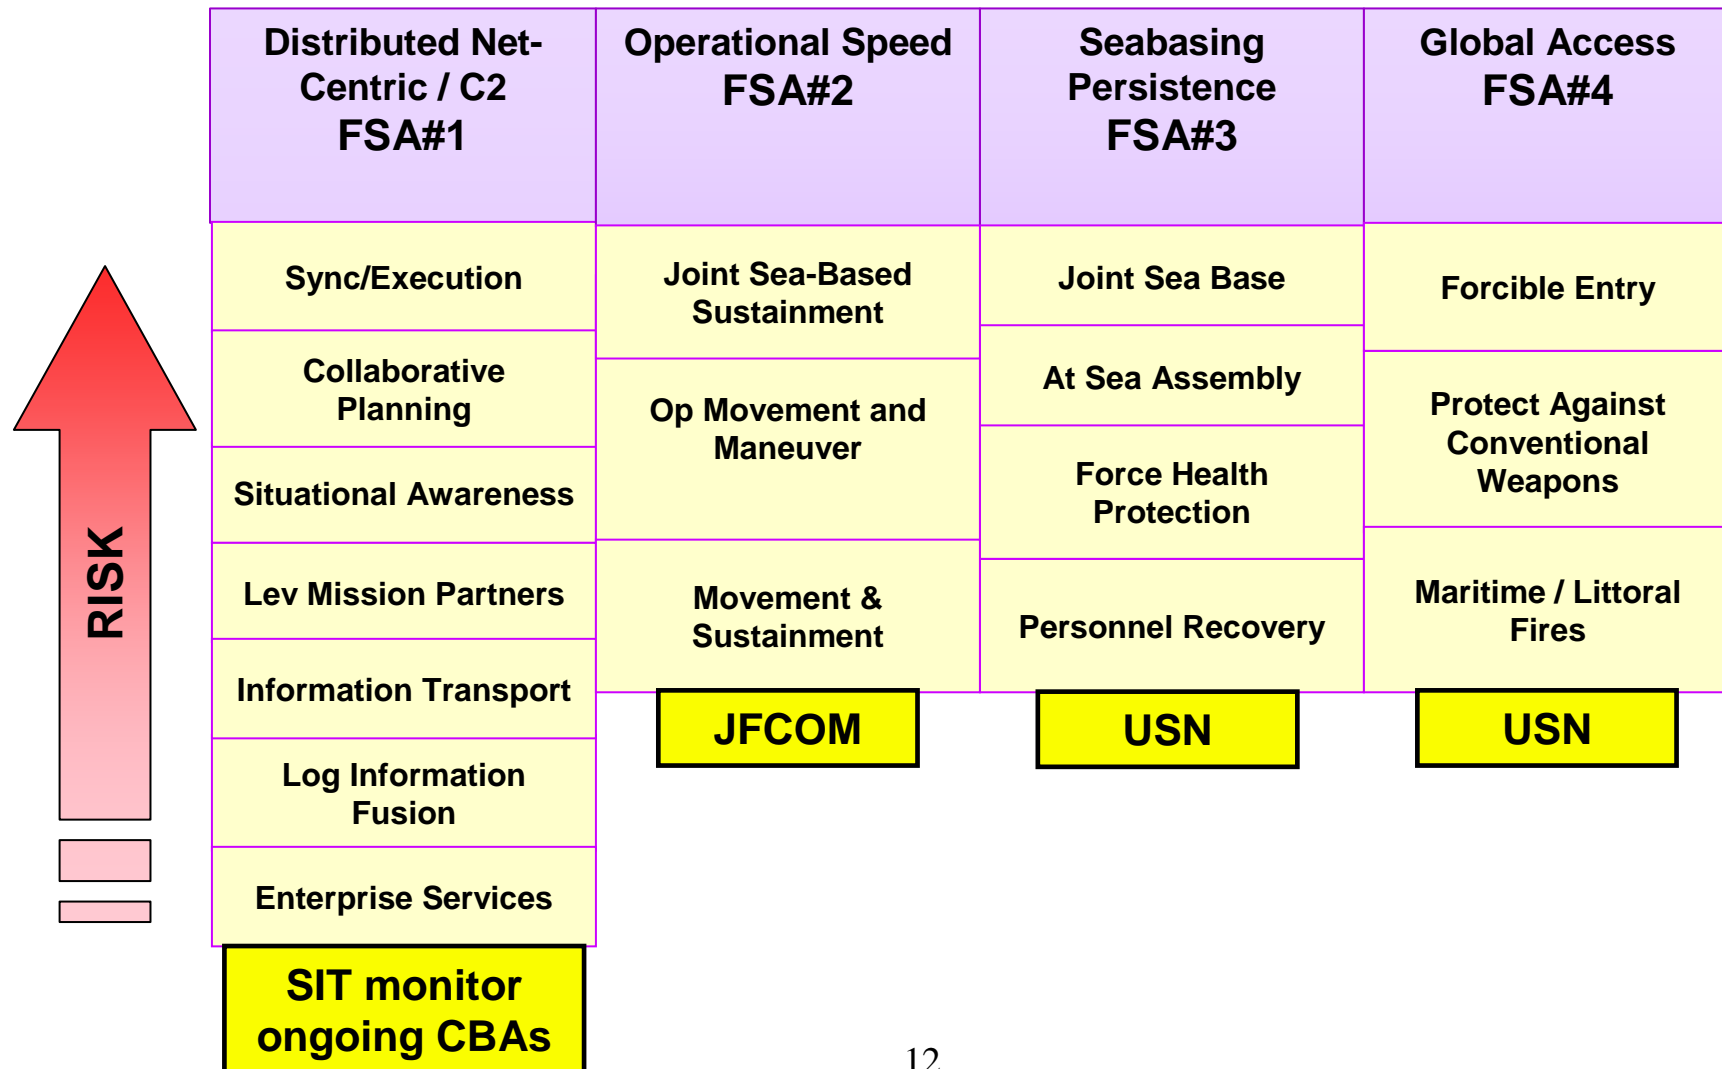 Distributed Net-
Centric / C2
FSA#1
Operational Speed
FSA#2
Seabasing
Persistence
FSA#3
Global Access
FSA#4
RISK
Sync/Execution
Collaborative
Planning
Situational Awareness
Lev Mission Partners
Information Transport
Log Information
Fusion
Enterprise Services
SIT monitor
ongoing CBAs
Joint Sea-Based
Sustainment
Op Movement and
Maneuver
Movement &
Sustainment
JFCOM
Joint Sea Base
At Sea Assembly
Force Health
Protection
Personnel Recovery
USN
Forcible Entry
Protect Against
Conventional
Weapons
Maritime / Littoral
Fires
USN
12